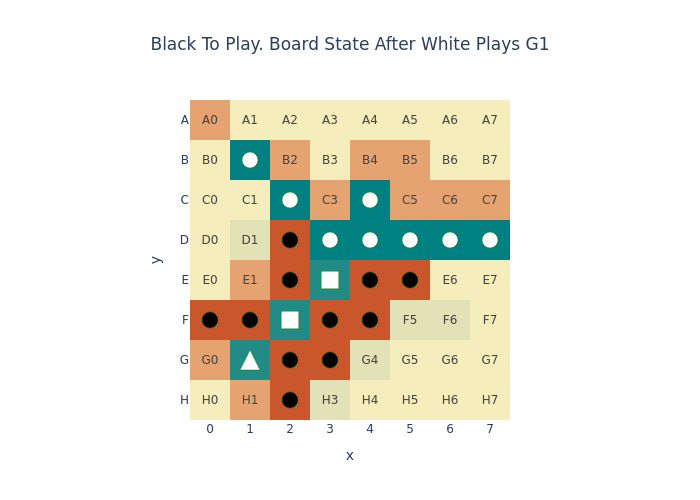 Black To Play. Board State After White Plays G1
A A0 A1 A2 A3 A4 A5 A6 A7
B B0 B2 B3 B4 B5 B6 B7
C C0 C1 C3 C5 C6 C7
D D0 D1
y
E E0 E1 E6 E7
F F5 F6 F7
G G0 G4 G5 G6 G7
H H0 H1 H3 H4 H5 H6 H7
0 1 2 3 4 5 6 7
x